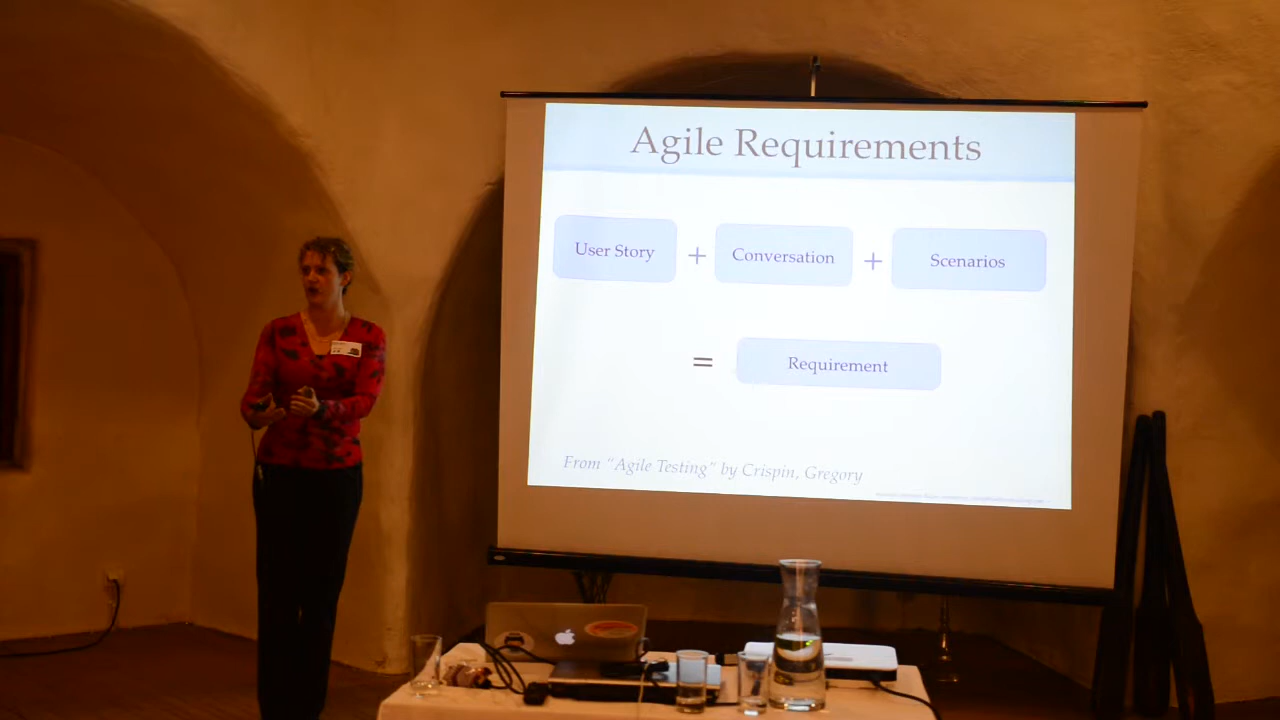 Agile Requirements
User Story + Conversation + Scenarios
= Requirement
From "Agile Testing" by Crispin, Gregory